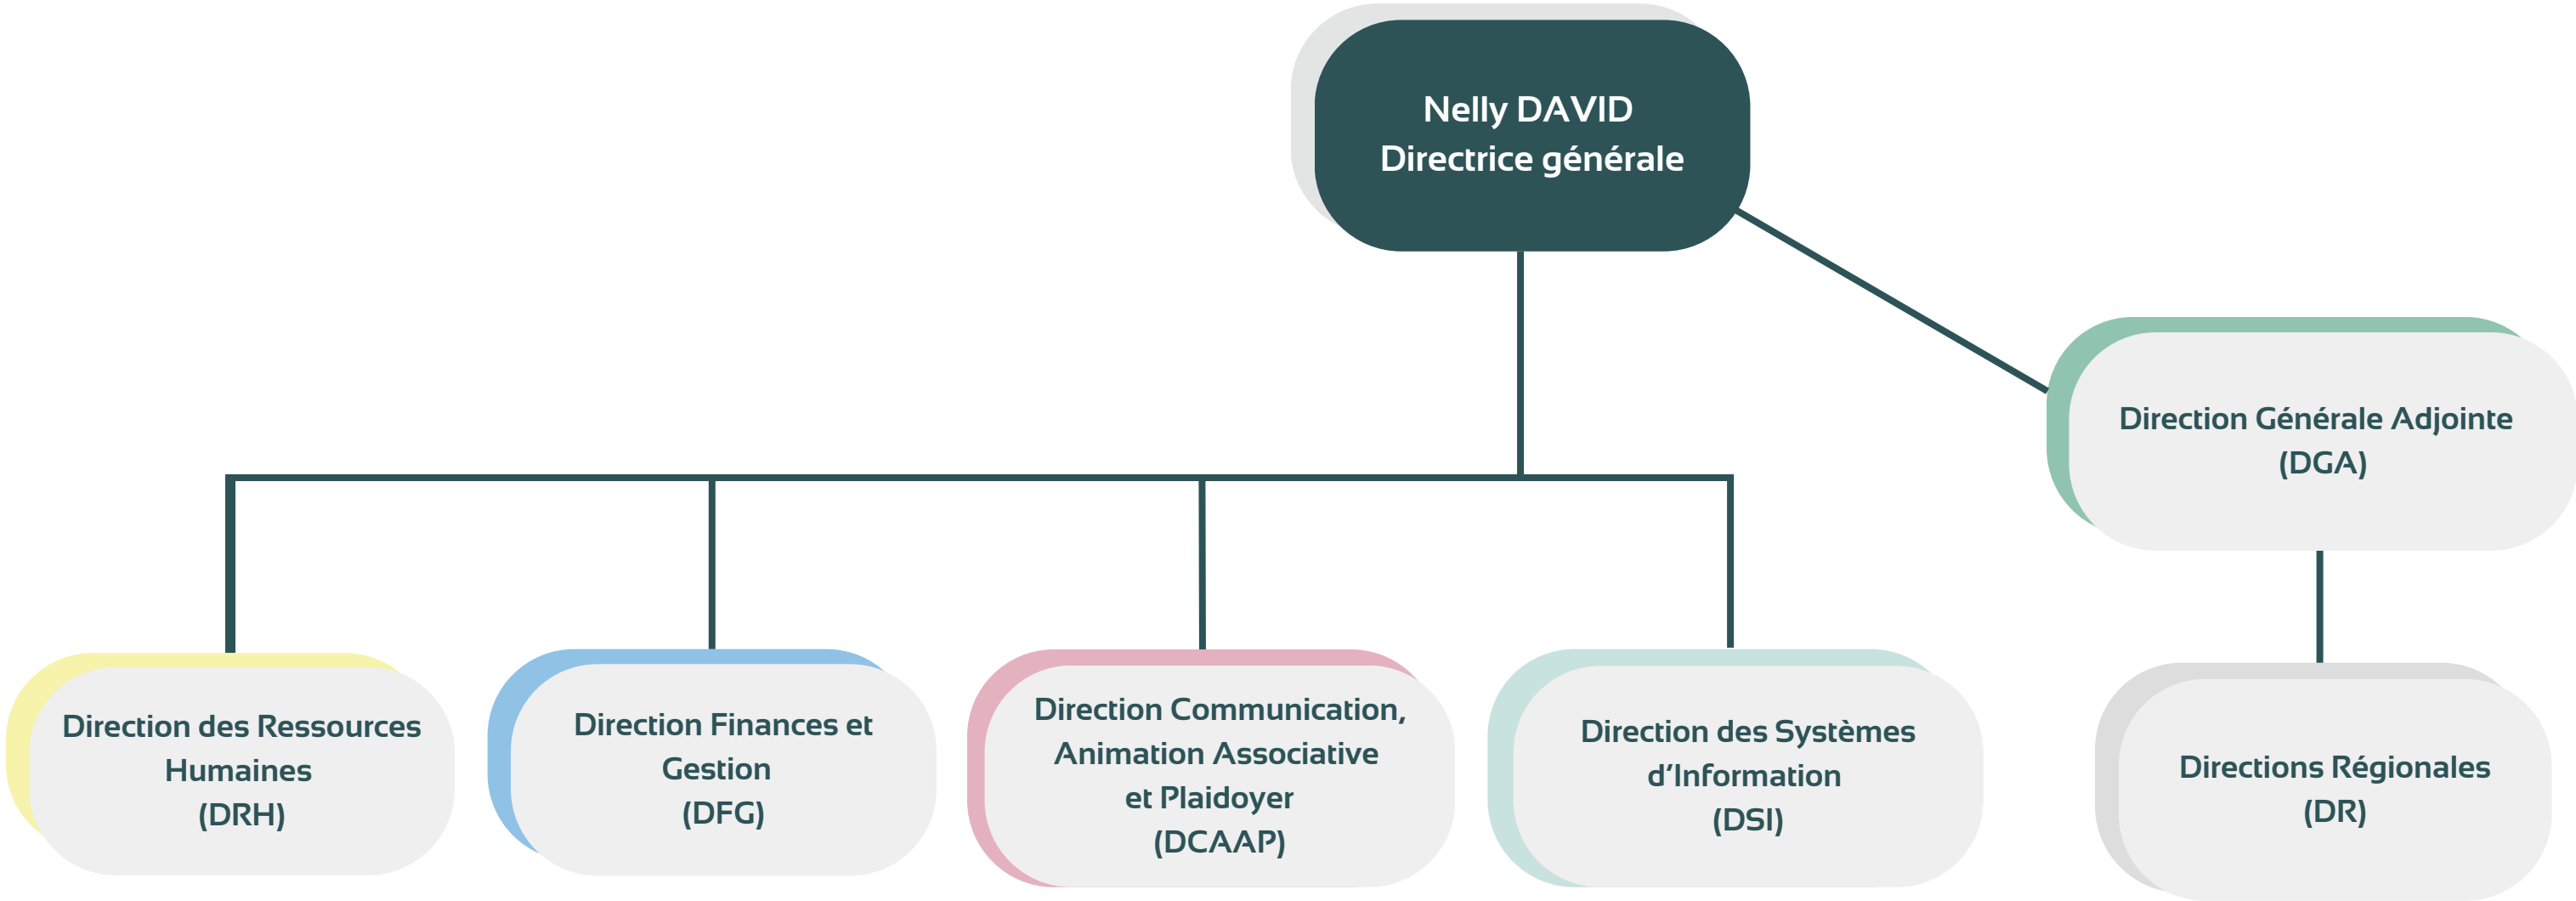 Nelly DAVID
Directrice générale
Direction Générale Adjointe
(DGA)
Direction des Ressources
Humaines
(DRH)
Direction Finances et
Gestion
(DFG)
Direction Communication,
Animation Associative
et Plaidoyer
(DCAAP)
Direction des Systèmes
d’Information
(DSI)
Directions Régionales
(DR)